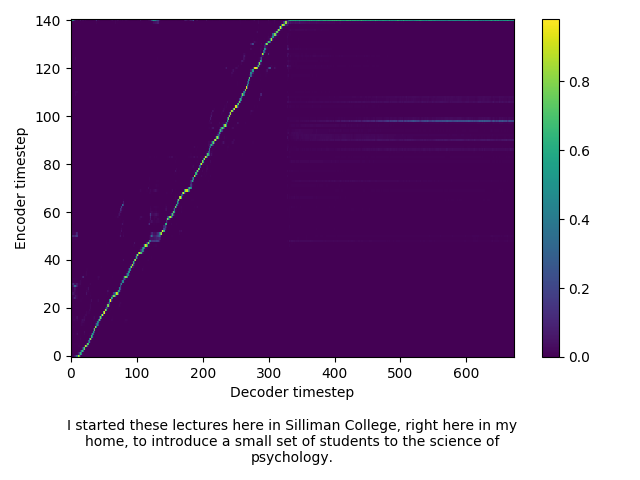 140
120
100
80
60
40
20
0
Encoder timestep
0 100 200 300 400 500 600
Decoder timestep
0.8
0.6
0.4
0.2
0.0
I started these lectures here in Silliman College, right here in my
home, to introduce a small set of students to the science of
psychology.